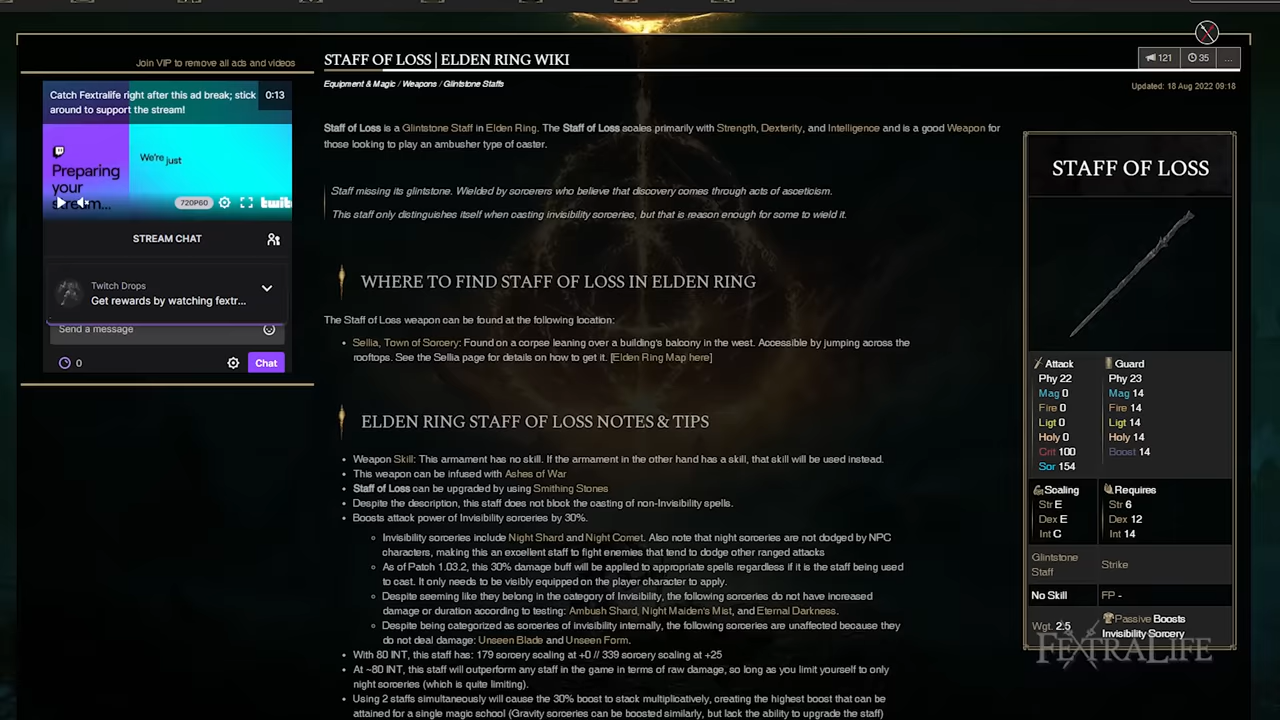 Join VIP to remove all ads and videos
Catch Fextralife right after this ad break; stick
around to support the stream!
0:13
We're just
Preparing
your
stream...
720P60
STREAM CHAT
Twitch Drops
Get rewards by watching fextr...
Send a message
0
Chat
STAFF OF LOSS | ELDEN RING WIKI
121
35
...
Equipment & Magic / Weapons / Glintstone Staffs
Updated: 18 Aug 2022 09:18
Staff of Loss is a Glintstone Staff in Elden Ring. The Staff of Loss scales primarily with Strength, Dexterity, and Intelligence and is a good Weapon for
those looking to play an ambusher type of caster.
Staff missing its glintstone. Wielded by sorcerers who believe that discovery comes through acts of asceticism.
This staff only distinguishes itself when casting invisibility sorceries, but that is reason enough for some to wield it.
WHERE TO FIND STAFF OF LOSS IN ELDEN RING
The Staff of Loss weapon can be found at the following location:
Sellia, Town of Sorcery: Found on a corpse leaning over a building's balcony in the west. Accessible by jumping across the
rooftops. See the Sellia page for details on how to get it. [Elden Ring Map here]
ELDEN RING STAFF OF LOSS NOTES & TIPS
Weapon Skill: This armament has no skill. If the armament in the other hand has a skill, that skill will be used instead.
This weapon can be infused with Ashes of War
Staff of Loss can be upgraded by using Smithing Stones
Despite the description, this staff does not block the casting of non-Invisibility spells.
Boosts attack power of Invisibility sorceries by 30%.
Invisibility sorceries include Night Shard and Night Comet. Also note that night sorceries are not dodged by NPC
characters, making this an excellent staff to fight enemies that tend to dodge other ranged attacks
As of Patch 1.03.2, this 30% damage buff will be applied to appropriate spells regardless if it is the staff being used
to cast. It only needs to be visibly equipped on the player character to apply.
Despite seeming like they belong in the category of Invisibility, the following sorceries do not have increased
damage or duration according to testing: Ambush Shard, Night Maiden's Mist, and Eternal Darkness.
Despite being categorized as sorceries of invisibility internally, the following sorceries are unaffected because they
do not deal damage: Unseen Blade and Unseen Form.
With 80 INT, this staff has: 179 sorcery scaling at +0 // 339 sorcery scaling at +25
At ~80 INT, this staff will outperform any staff in the game in terms of raw damage, so long as you limit yourself to only
night sorceries (which is quite limiting).
Using 2 staffs simultaneously will cause the 30% boost to stack multiplicatively, creating the highest boost that can be
attained for a single magic school (Gravity sorceries can be boosted similarly, but lack the ability to upgrade the staff)
STAFF OF LOSS
Attack Guard
Phy 22 Phy 23
Mag 0 Mag 14
Fire 0 Fire 14
Ligt 0 Ligt 14
Holy 0 Holy 14
Crit 100 Boost 14
Sor 154
Scaling Requires
Str E Str 6
Dex E Dex 12
Int C Int 14
Glintstone
Staff Strike
No Skill FP -
Wgt. 2.5 Passive Boosts
Invisibility Sorcery
FEXTRALIFE